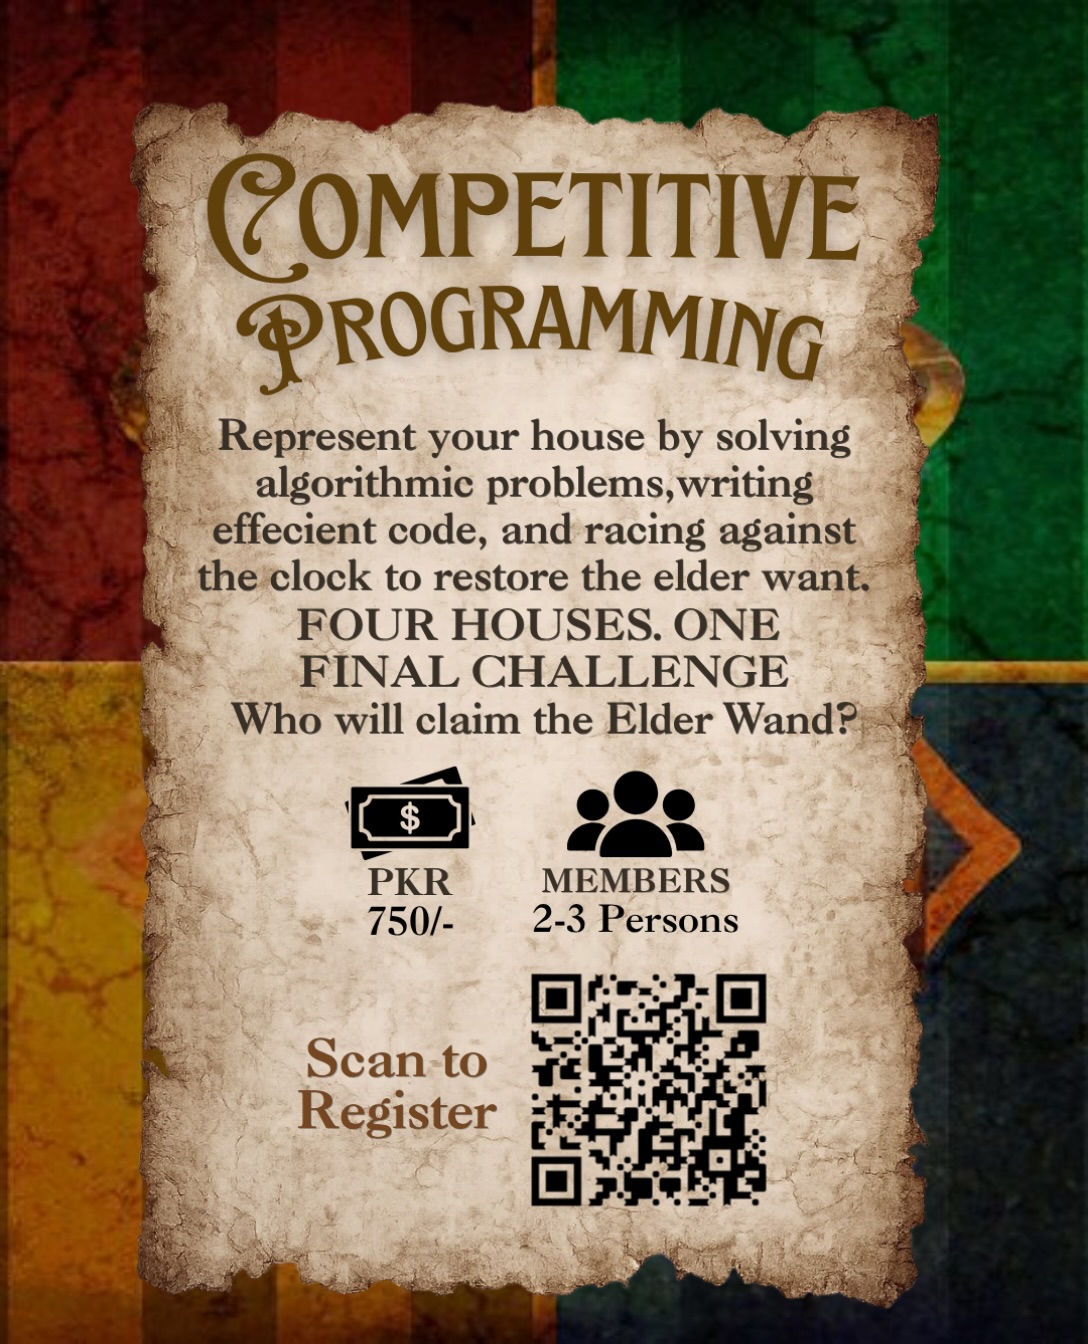 COMPETITIVE
PROGRAMMING
Represent your house by solving
algorithmic problems,writing
effecient code, and racing against
the clock to restore the elder want.
FOUR HOUSES. ONE
FINAL CHALLENGE
Who will claim the Elder Wand?
$
PKR
750/-
MEMBERS
2-3 Persons
Scan to
Register